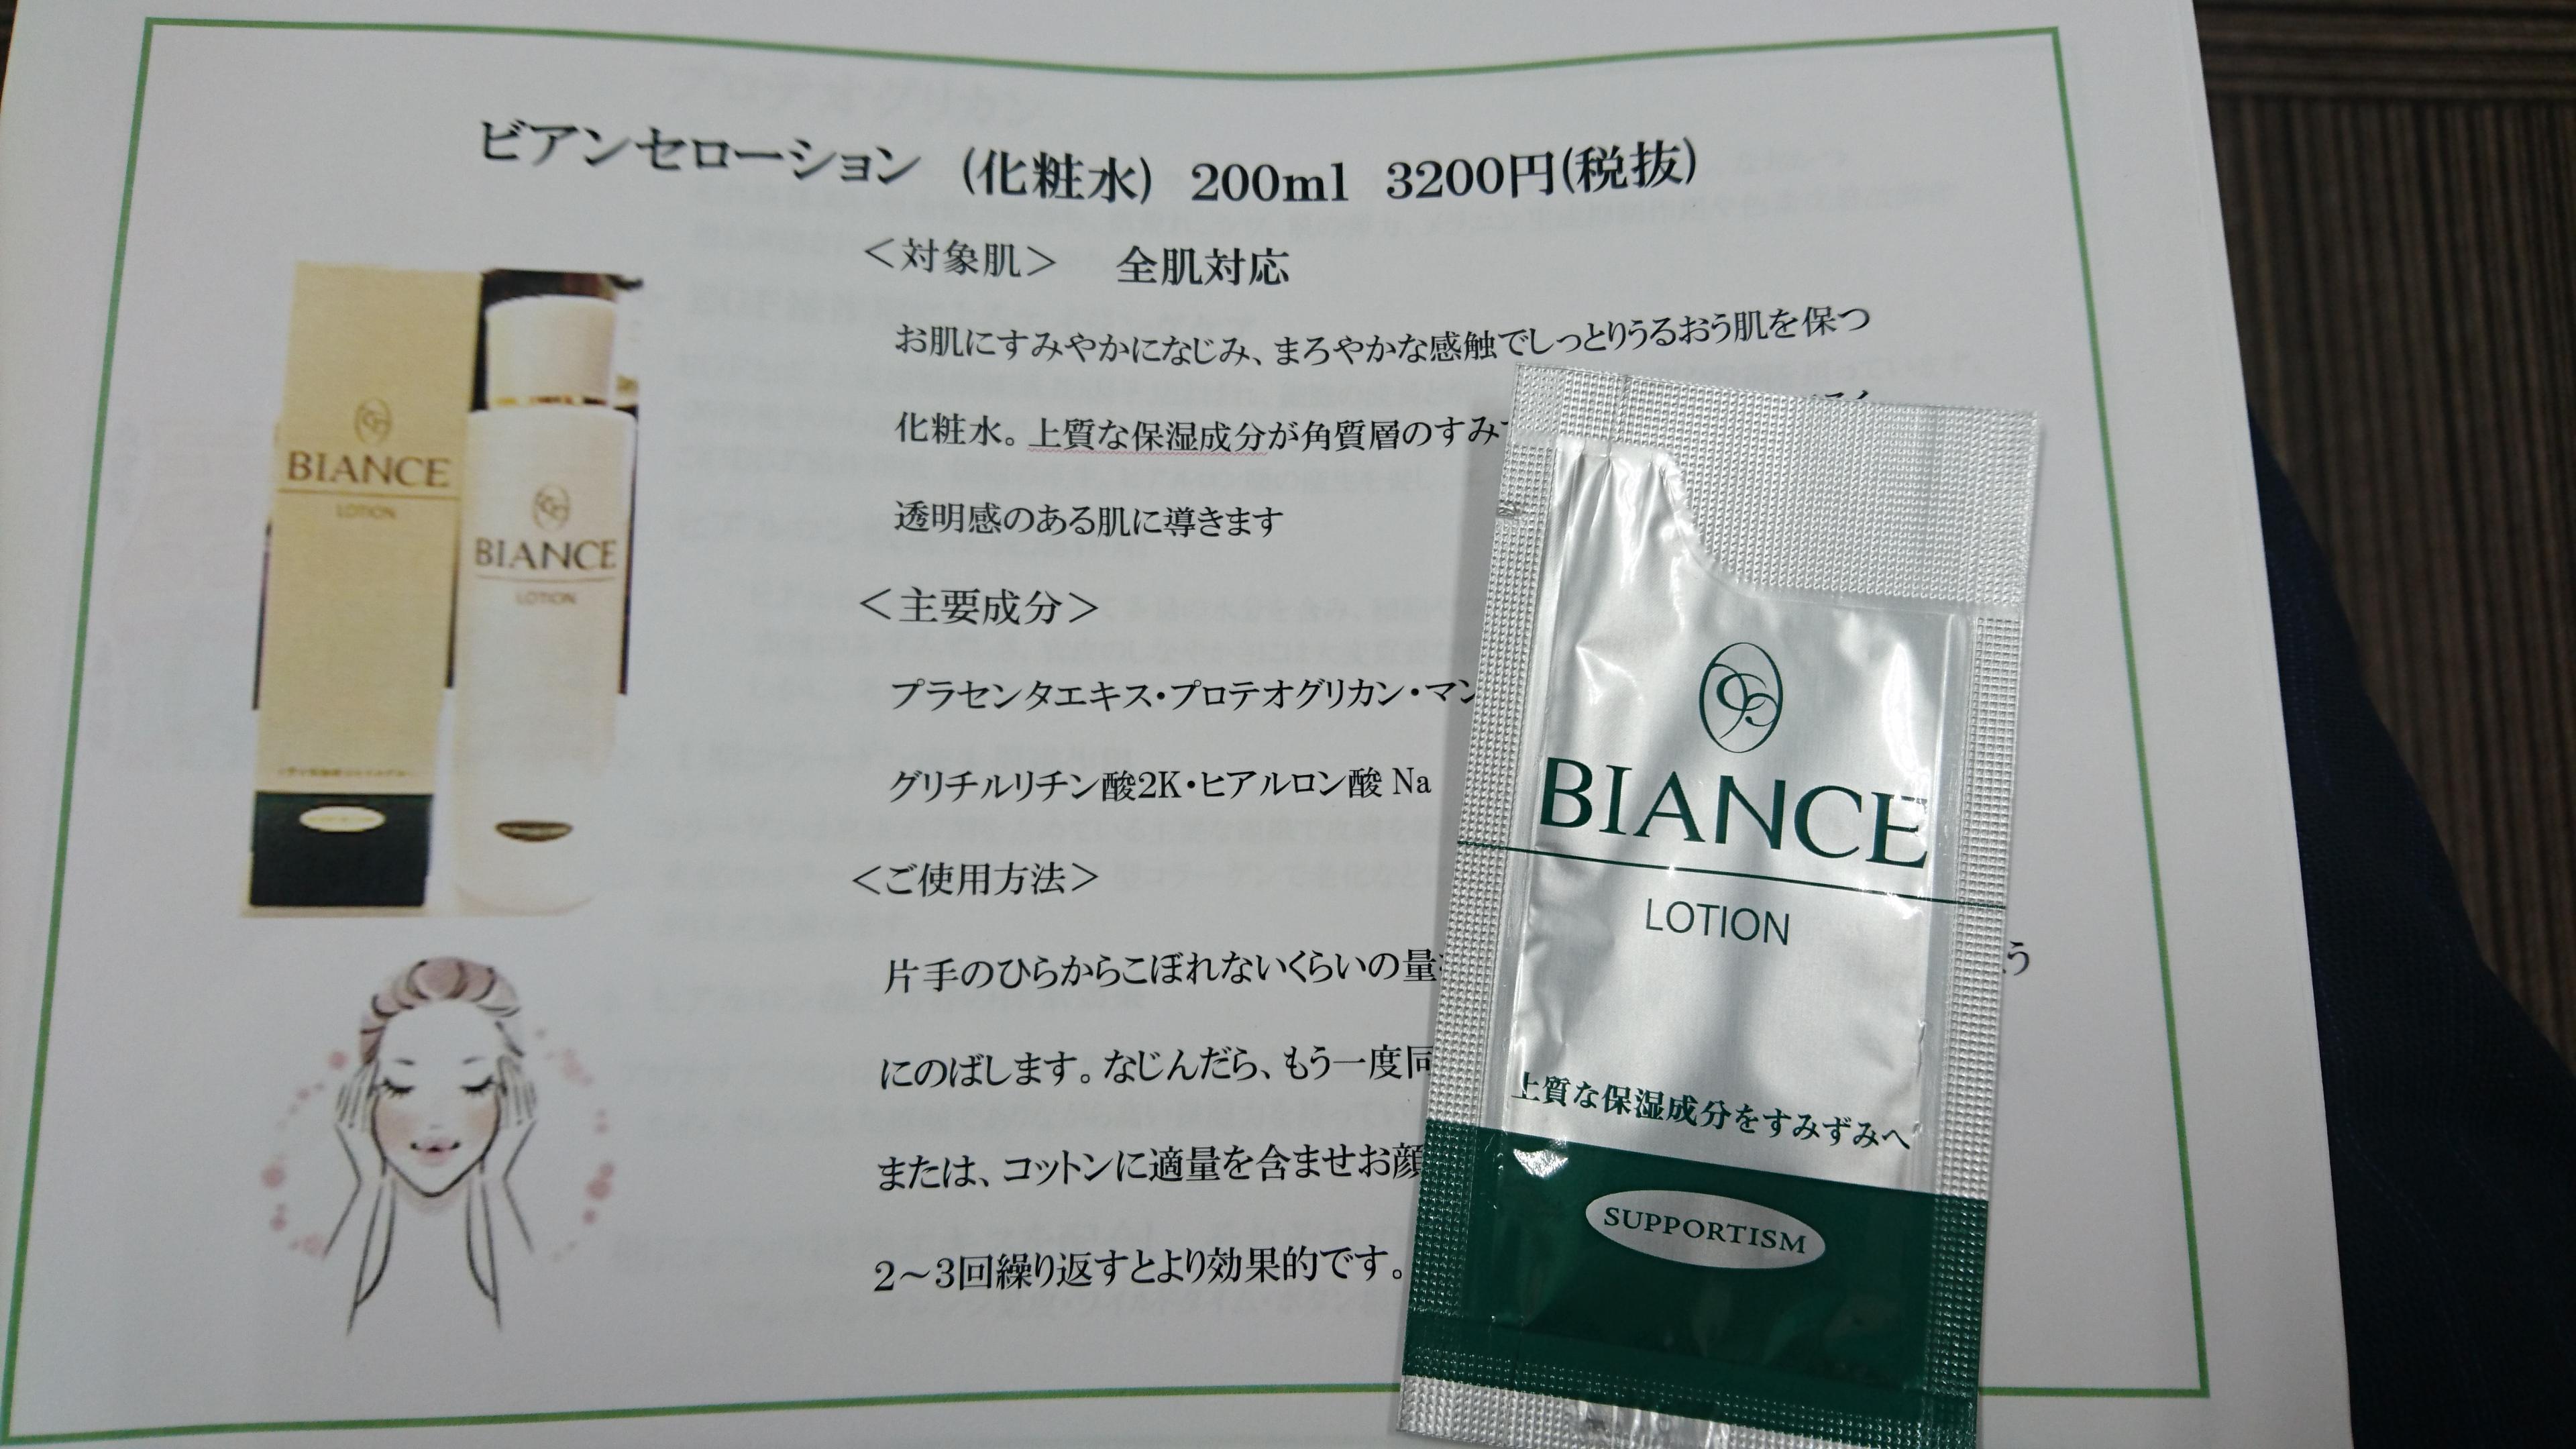 ビアンセローション (化粧水) 200ml 3200円(税抜)
<対象肌> 全肌対応
お肌にすみやかになじみ、まろやかな感触でしっとりうるおう肌を保つ
化粧水。上質な保湿成分が角質層のすみ
透明感のある肌に導きます
<主要成分>
プラセンタエキス・プロテオグリカン・マン
グリチルリチン酸2K・ヒアルロン酸 Na
<ご使用方法>
片手のひらからこぼれないくらいの量 う
にのばします。なじんだら、もう一度同
または、コットンに適量を含ませお顔
2～3回繰り返すとより効果的です。
BIANCE
LOTION
BIANCE
LOTION
BIANCE
LOTION
上質な保湿成分をすみずみへ
SUPPORTISM